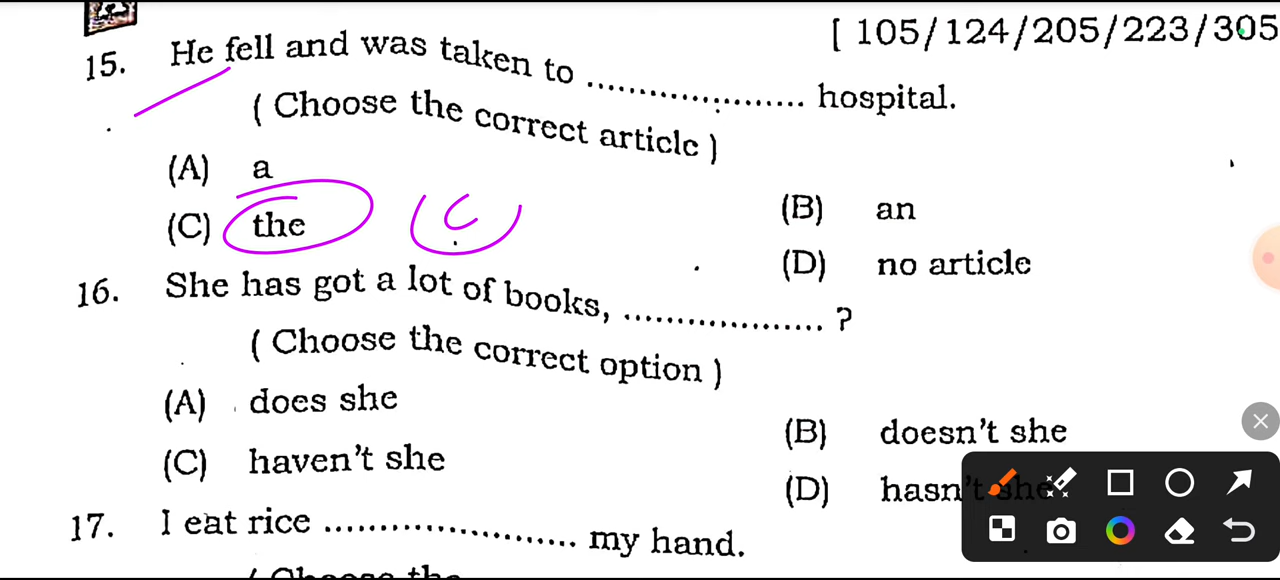 [ 105/124/205/223/305
15. He fell and was taken to ..................... hospital.
( Choose the correct article )
(A) a
(B) an
(C) the
(C
(D) no article
16. She has got a lot of books, ................... ?
( Choose the correct option )
(A) does she
(B) doesn't she
(C) haven't she
(D) hasn't she
17. I eat rice ........................ my hand.
( Choose the